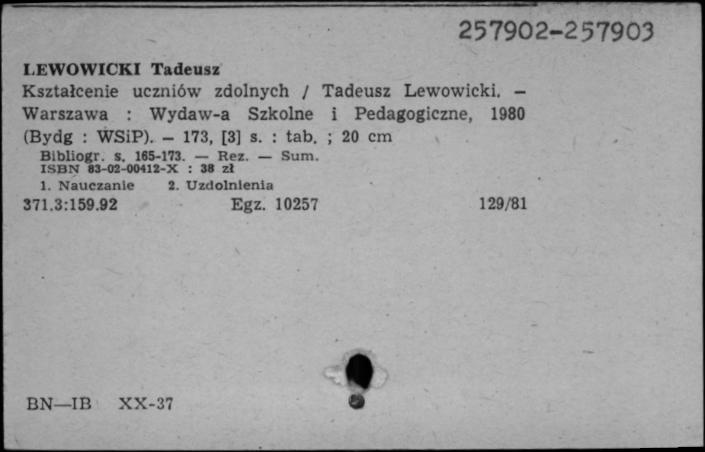 257902-257903
LEWOWICKI Tadeusz
Kształcenie uczniów zdolnych / Tadeusz Lewowicki. —
Warszawa : Wydaw-a Szkolne i Pedagogiczne, 1980
(Bydg : WSiP). — 173, [3] s. : tab. ; 20 cm
Bibliogr. s. 165-173. — Rez. — Sum.
ISBN 83-02-00412-X : 38 zł
1. Nauczanie 2. Uzdolnienia
371.3:159.92 Egz. 10257 129/81
BN—IB XX-37